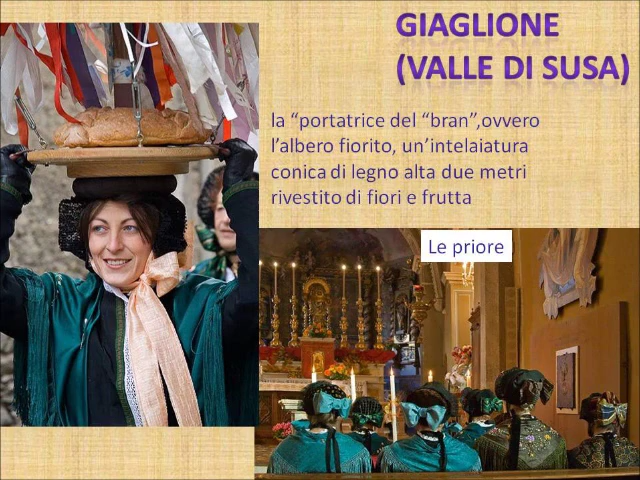 GIAGLIONE
(VALLE DI SUSA)
la “portatrice del “bran”,ovvero
l’albero fiorito, un’intelaiatura
conica di legno alta due metri
rivestito di fiori e frutta
Le priore